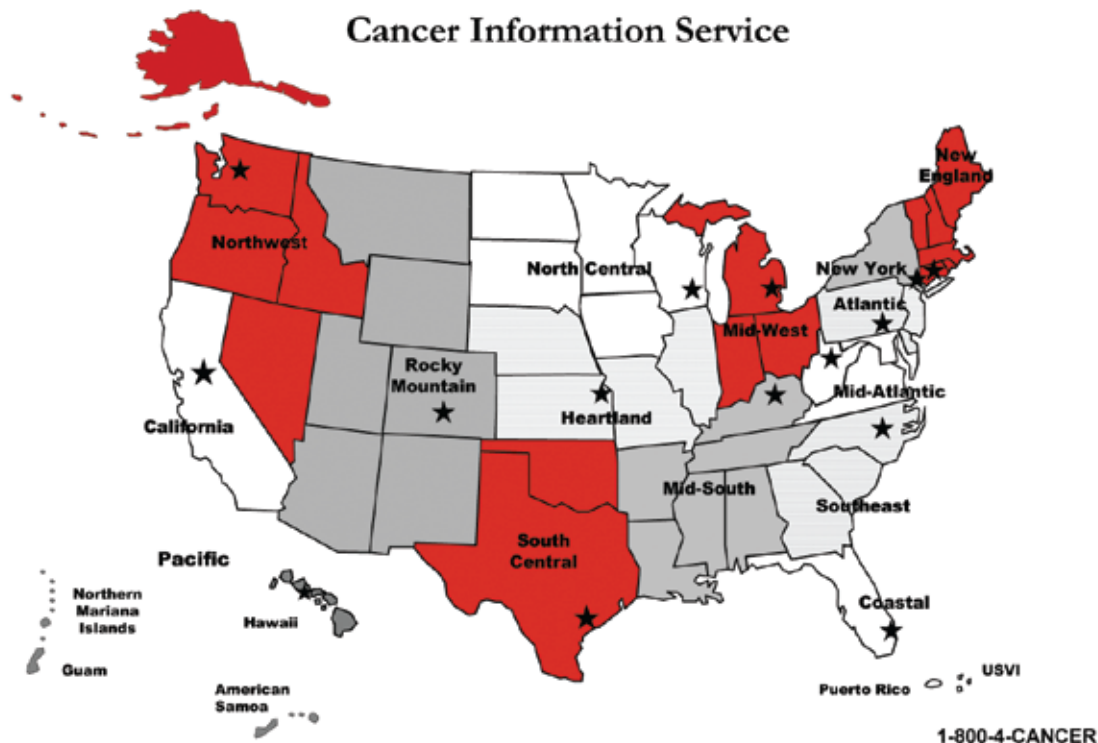 Cancer Information Service
New
England
Northwest
North Central
New York
Atlantic
Mid-West
Rocky
Mountain
Mid-Atlantic
Heartland
California
Mid-South
Southeast
South
Central
Pacific
Northern
Mariana
Islands
Hawaii
Coastal
Guam
USVI
American
Samoa
Puerto Rico
1-800-4-CANCER